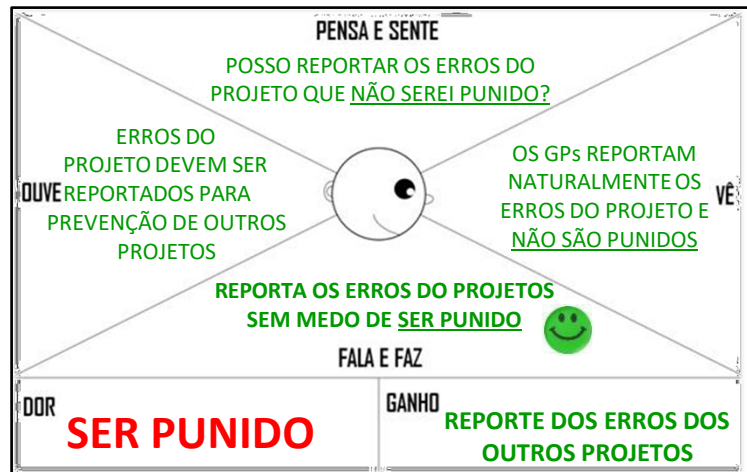 PENSA E SENTE
POSSO REPORTAR OS ERROS DO
PROJETO QUE NÃO SEREI PUNIDO?
OUVE
ERROS DO
PROJETO DEVEM SER
REPORTADOS PARA
PREVENÇÃO DE OUTROS
PROJETOS
OS GPs REPORTAM
NATURALMENTE OS
ERROS DO PROJETO E
NÃO SÃO PUNIDOS
VÊ
REPORTA OS ERROS DO PROJETOS
SEM MEDO DE SER PUNIDO
FALA E FAZ
DOR
SER PUNIDO
GANHO
REPORTE DOS ERROS DOS
OUTROS PROJETOS